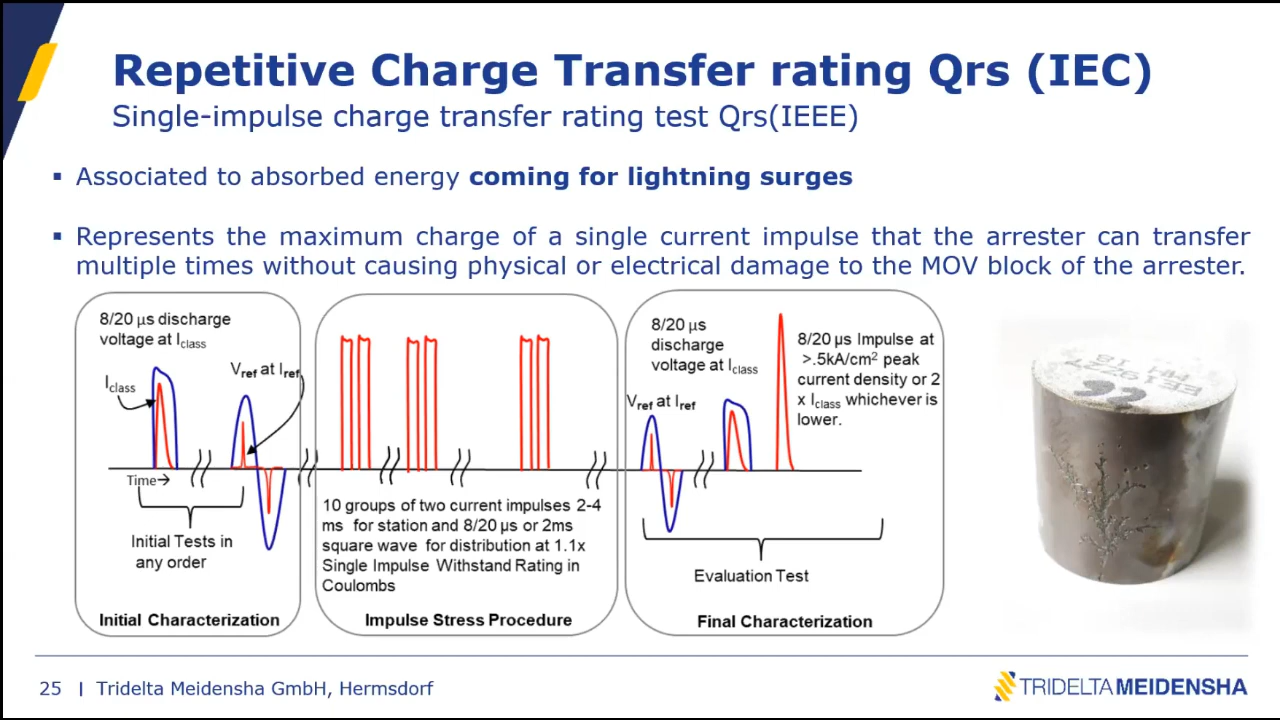 Repetitive Charge Transfer rating Qrs (IEC)
Single-impulse charge transfer rating test Qrs(IEEE)
▪ Associated to absorbed energy coming for lightning surges
▪ Represents the maximum charge of a single current impulse that the arrester can transfer
multiple times without causing physical or electrical damage to the MOV block of the arrester.
8/20 µs discharge
voltage at Iclass
Iclass
Vref at Iref
Time→
Initial Tests in
any order
Initial Characterization
10 groups of two current impulses 2-4
ms for station and 8/20 µs or 2ms
square wave for distribution at 1.1x
Single Impulse Withstand Rating in
Coulombs
Impulse Stress Procedure
8/20 µs
discharge
voltage at Iclass
Vref at Iref
8/20 µs Impulse at
>.5kA/cm² peak
current density or 2
x Iclass whichever is
lower.
Evaluation Test
Final Characterization
25 | Tridelta Meidensha GmbH, Hermsdorf
TRIDELTAMEIDENSHA